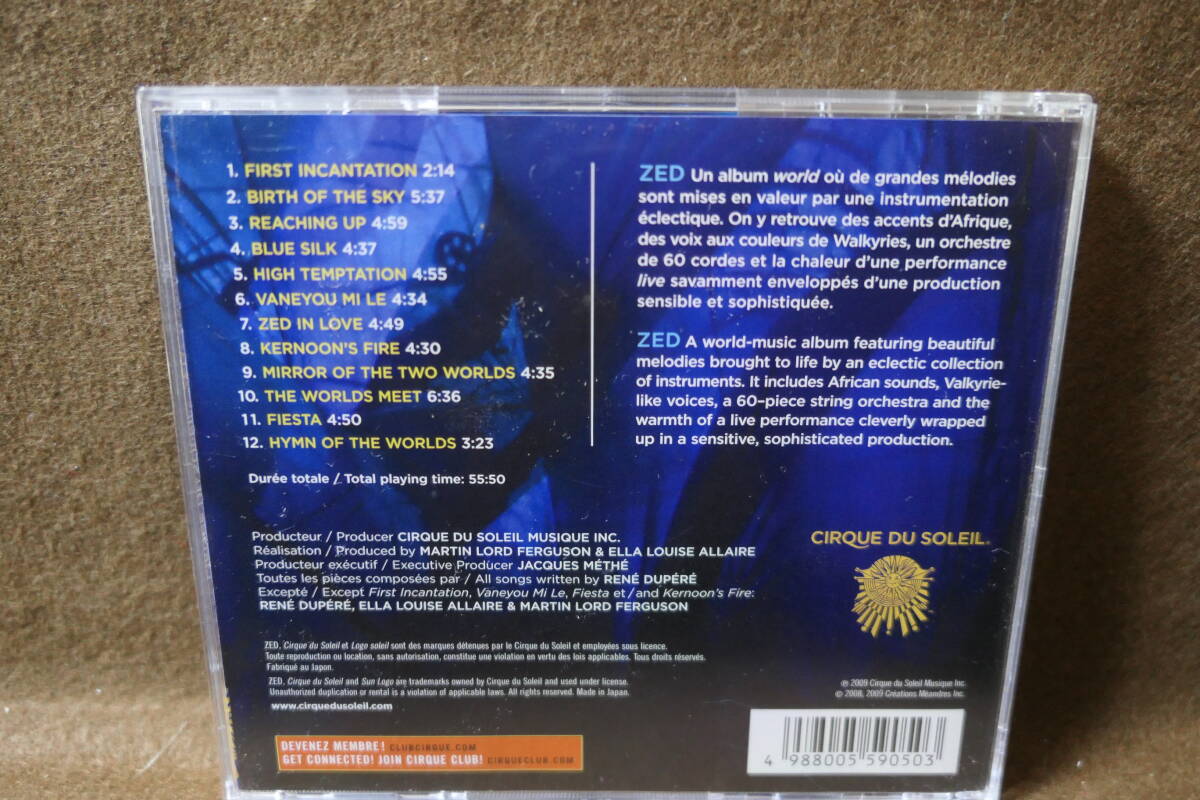 1. FIRST INCANTATION 2:14
2. BIRTH OF THE SKY 5:37
3. REACHING UP 4:59
4. BLUE SILK 4:37
5. HIGH TEMPTATION 4:55
6. VANEYOU MI LE 4:34
7. ZED IN LOVE 4:49
8. KERNOON'S FIRE 4:30
9. MIRROR OF THE TWO WORLDS 4:35
10. THE WORLDS MEET 6:36
11. FIESTA 4:50
12. HYMN OF THE WORLDS 3:23
Durée totale / Total playing time: 55:50
ZED Un album world où de grandes mélodies
sont mises en valeur par une instrumentation
éclectique. On y retrouve des accents d'Afrique,
des voix aux couleurs de Walkyries, un orchestre
de 60 cordes et la chaleur d'une performance
live savamment enveloppés d'une production
sensible et sophistiquée.
ZED A world-music album featuring beautiful
melodies brought to life by an eclectic collection
of instruments. It includes African sounds, Valkyrie-
like voices, a 60-piece string orchestra and the
warmth of a live performance cleverly wrapped
up in a sensitive, sophisticated production.
Producteur / Producer CIRQUE DU SOLEIL MUSIQUE INC.
Réalisation / Produced by MARTIN LORD FERGUSON & ELLA LOUISE ALLAIRE
Producteur exécutif / Executive Producer JACQUES MÉTHÉ
Toutes les pièces composées par / All songs written by RENÉ DUPÉRÉ
Excepté / Except First Incantation, Vaneyou Mi Le, Fiesta et / and Kernoon's Fire:
RENÉ DUPÉRÉ, ELLA LOUISE ALLAIRE & MARTIN LORD FERGUSON
CIRQUE DU SOLEIL.
ZED, Cirque du Soleil et Logo soleil sont des marques détenues par le Cirque du Soleil et employées sous licence.
Toute reproduction ou location, sans autorisation, constitue une violation en vertu des lois applicables. Tous droits réservés.
Fabriqué au Japon.
ZED, Cirque du Soleil and Sun Logo are trademarks owned by Cirque du Soleil and used under license.
Unauthorized duplication or rental is a violation of applicable laws. All rights reserved. Made in Japan.
www.cirquedusoleil.com
℗ 2009 Cirque du Soleil Musique Inc.
© 2008, 2009 Créations Méandres Inc.
DEVENEZ MEMBRE! CLUBCIRQUE.COM
GET CONNECTED! JOIN CIRQUE CLUB! CIRQUECLUB.COM
4 988005 590503